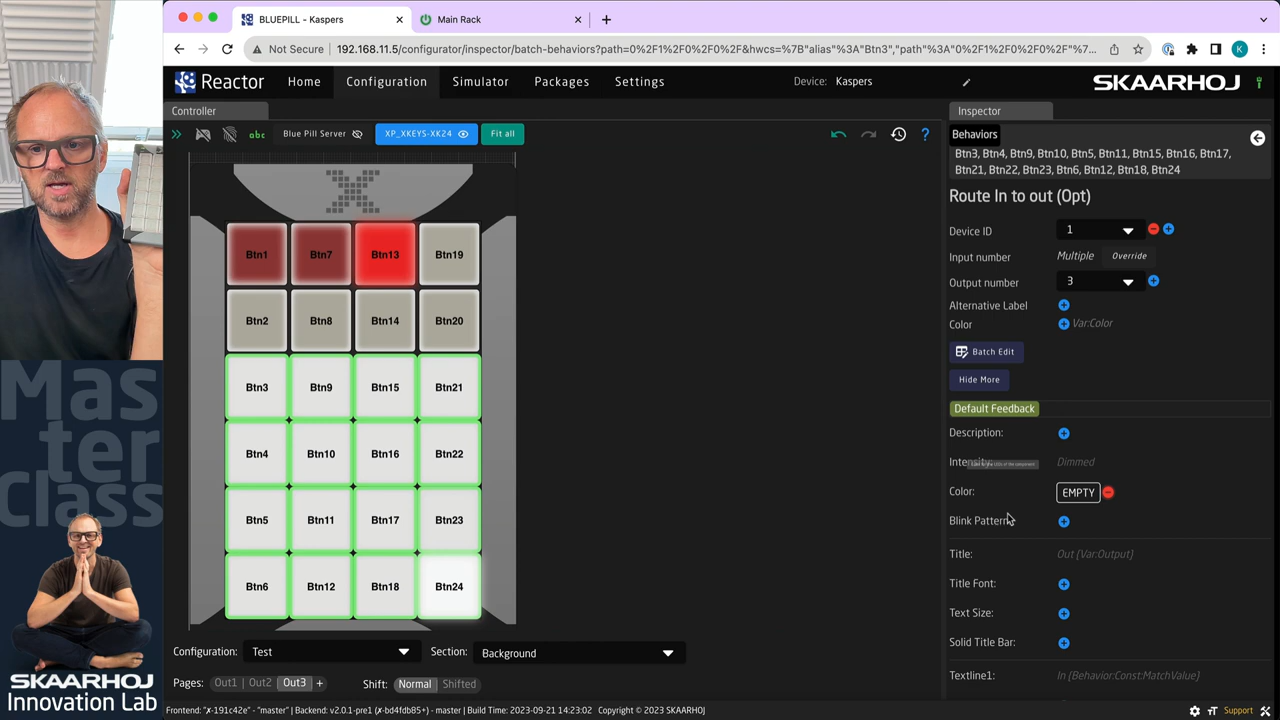 BLUEPILL - Kaspers
Main Rack
Not Secure
192.168.11.5/configurator/inspector/batch-behaviors?path=0%2F1%2F0%2F0%2F&hwcs=%7B"alias"%3A"Btn3"%2C"path"%3A"0%2F1%2F0%2F0%2F"%7...
K
Reactor
Home
Configuration
Simulator
Packages
Settings
Device:
Kaspers
SKAARHOJ
Controller
abc
Blue Pill Server
XP_XKEYS-XK24
Fit all
?
Btn1
Btn7
Btn13
Btn19
Btn2
Btn8
Btn14
Btn20
Btn3
Btn9
Btn15
Btn21
Btn4
Btn10
Btn16
Btn22
Btn5
Btn11
Btn17
Btn23
Btn6
Btn12
Btn18
Btn24
Configuration:
Test
Section:
Background
Pages:
Out1 | Out2
Out3
+
Shift:
Normal
Shifted
Inspector
Behaviors
Btn3, Btn4, Btn9, Btn10, Btn5, Btn11, Btn15, Btn16, Btn17,
Btn21, Btn22, Btn23, Btn6, Btn12, Btn18, Btn24
Route In to out (Opt)
Device ID
1
Input number
Multiple
Override
Output number
3
Alternative Label
Color
Var:Color
Batch Edit
Hide More
Default Feedback
Description:
Dimmed
Color:
EMPTY
Blink Pattern
Title:
Out {Var:Output}
Title Font:
Text Size:
Solid Title Bar:
Textline1:
In {Behavior:Const:MatchValue}
Mas
ter
Class
SKAARHOJ
Innovation Lab
Frontend: "✗-191c42e" - "master" | Backend: v2.0.1-pre1 (✗-bd4fdb85+) - master | Build Time: 2023-09-21 14:23:02 Copyright © 2023 SKAARHOJ
Support